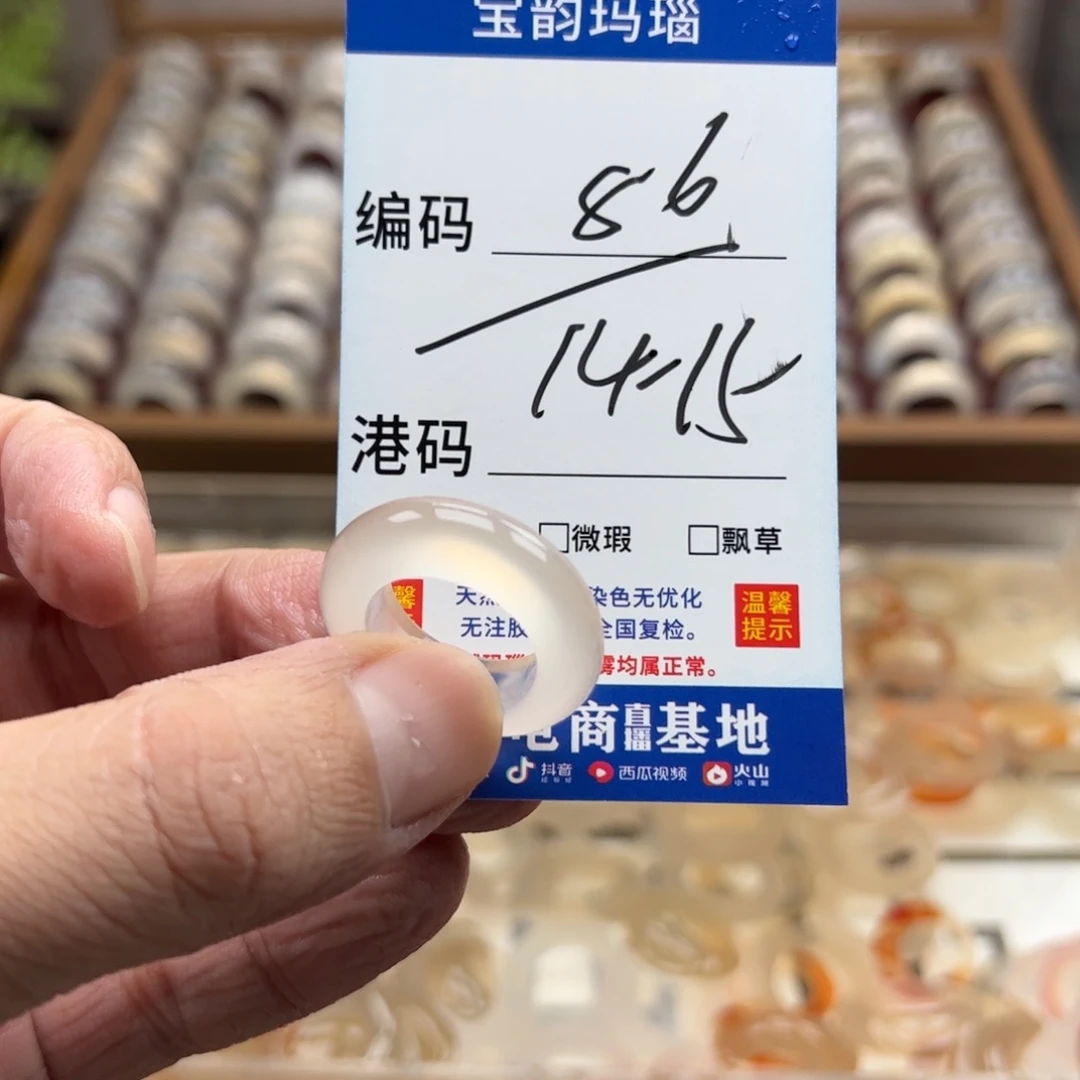 宝韵玛瑙
编码 86
港码 14-15
□微瑕 □飘草
天然 染色无优化
无注胶 全国复检。
温馨
提示
雾均属正常。
电商直播基地
抖音 西瓜视频 火山